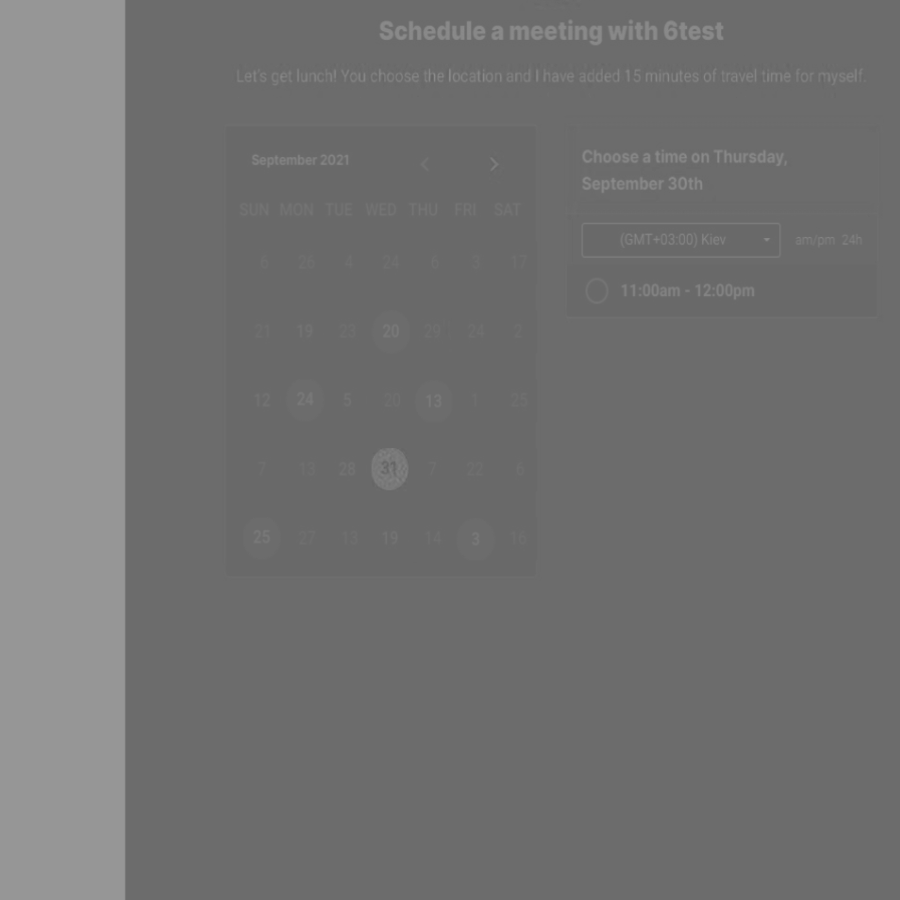 Schedule a meeting with 6test
Let's get lunch! You choose the location and I have added 15 minutes of travel time for myself.
September 2021
SUN MON TUE WED THU FRI SAT
6 26 4 24 6 3 17
21 19 23 20 29 24 2
12 24 5 20 13 1 25
7 13 28 31 7 22 6
25 27 13 19 14 3 16
Choose a time on Thursday,
September 30th
(GMT+03:00) Kiev am/pm 24h
11:00am - 12:00pm